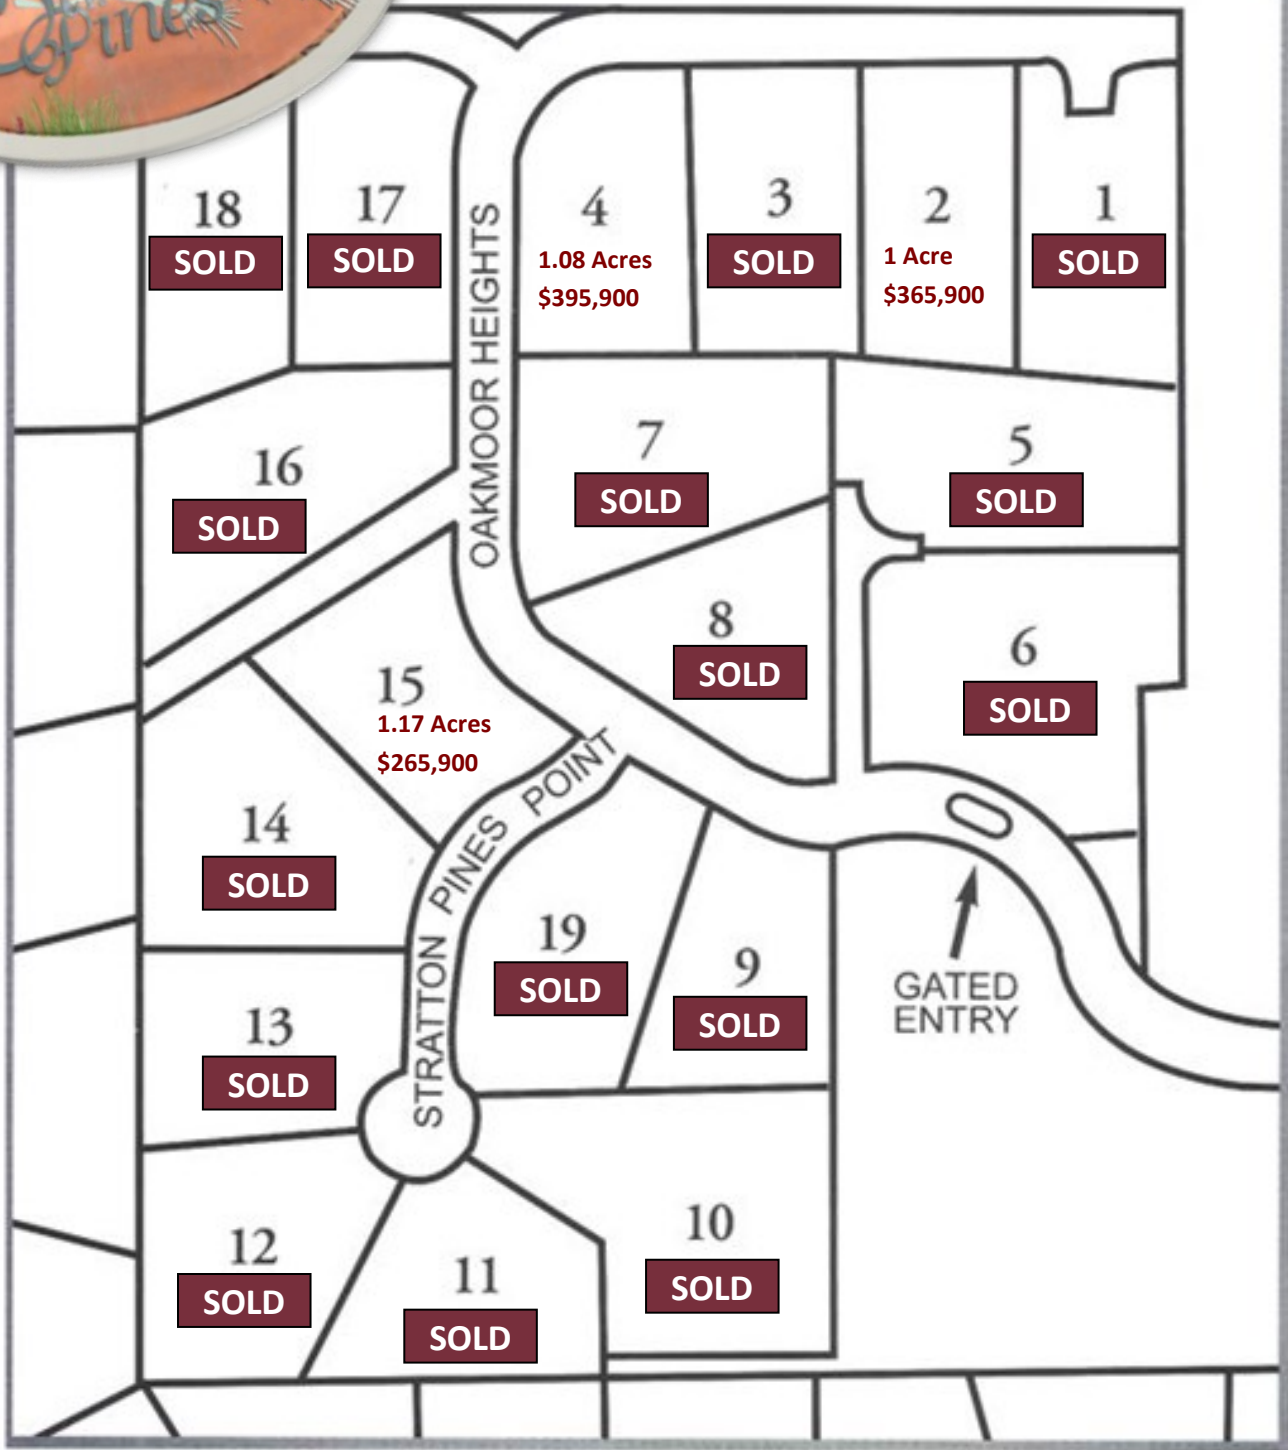 Pines
18
SOLD
17
SOLD
4
1.08 Acres
$395,900
3
SOLD
2
1 Acre
$365,900
1
SOLD
OAKMOOR HEIGHTS
16
SOLD
7
SOLD
5
SOLD
8
SOLD
6
SOLD
15
1.17 Acres
$265,900
STRATTON PINES POINT
14
SOLD
19
SOLD
9
SOLD
GATED
ENTRY
13
SOLD
12
SOLD
11
SOLD
10
SOLD